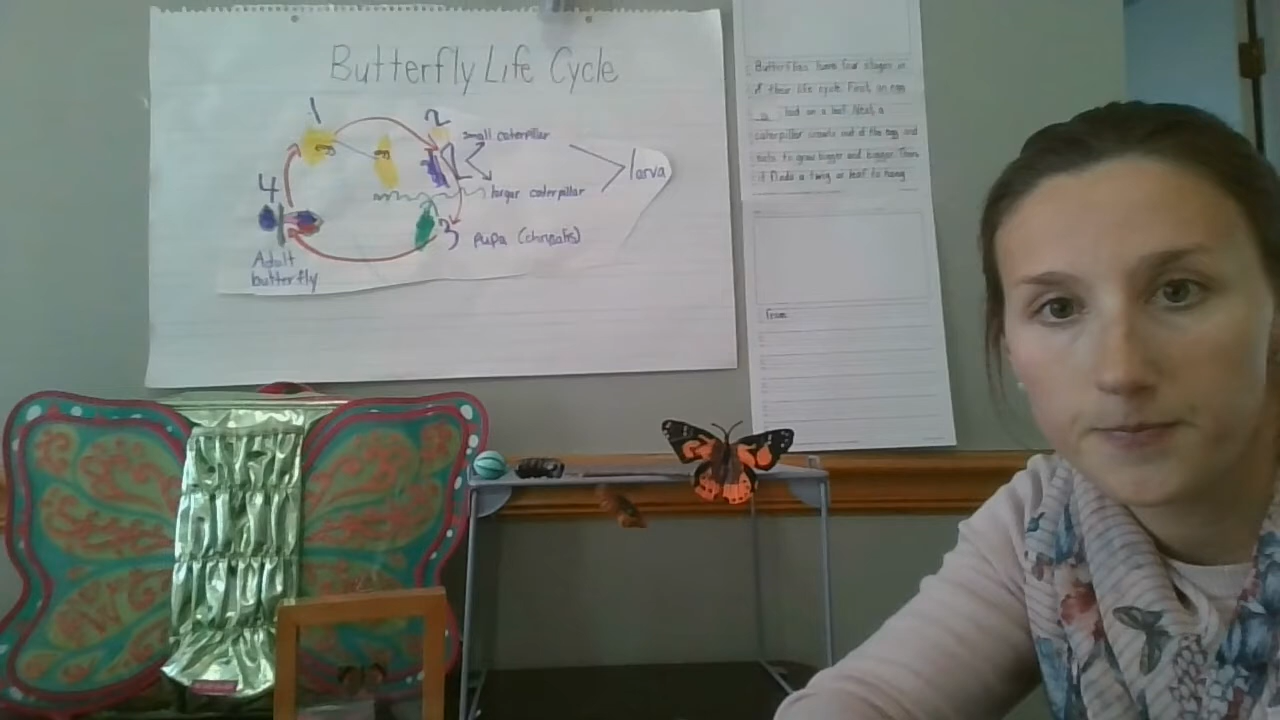 Butterfly Life Cycle
1
2
small caterpillar
larva
4
larger caterpillar
3 pupa (chrysalis)
Adult
butterfly
Butterflies have four stages in
their life cycle. First, an egg
laid on a leaf. Next, a
caterpillar crawls out of the egg and
to grow bigger and bigger. Then
it finds a twig or leaf to hang